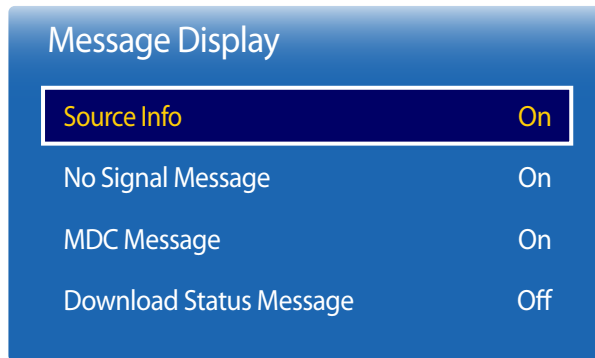 Message Display
Source Info On
No Signal Message On
MDC Message On
Download Status Message Off